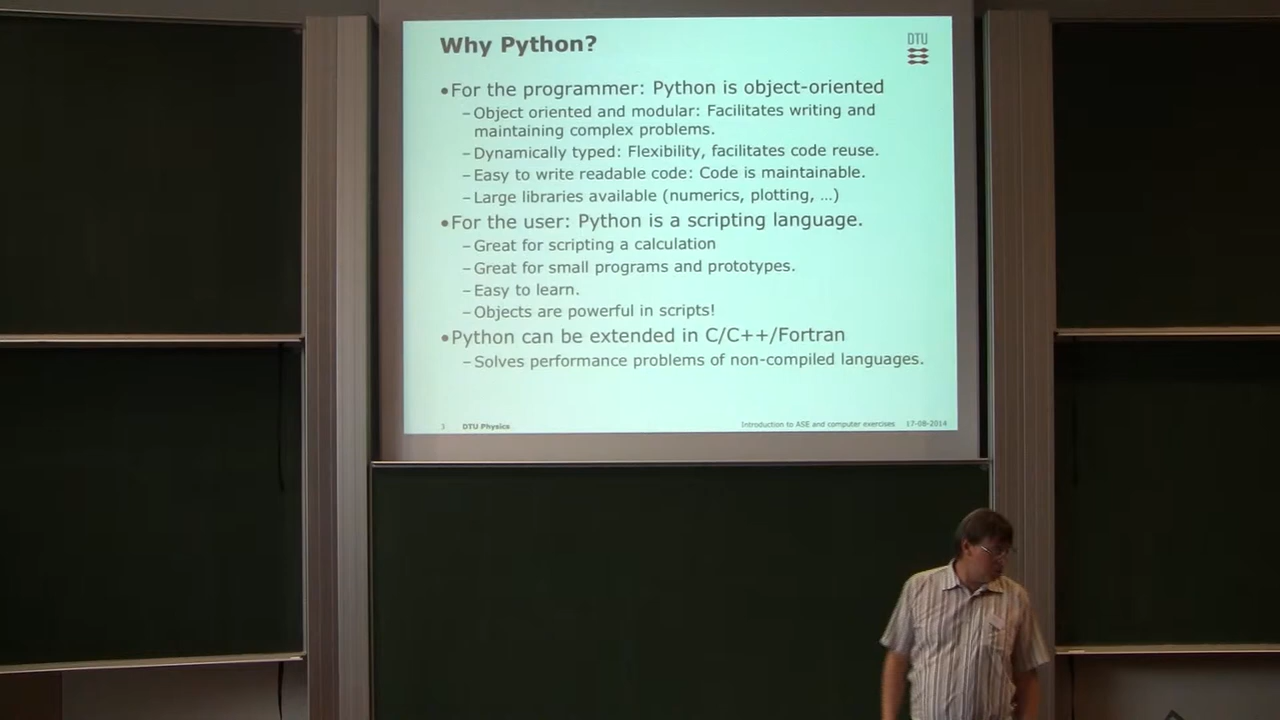 Why Python?
DTU
•For the programmer: Python is object-oriented
–Object oriented and modular: Facilitates writing and
maintaining complex problems.
–Dynamically typed: Flexibility, facilitates code reuse.
–Easy to write readable code: Code is maintainable.
–Large libraries available (numerics, plotting, …)
•For the user: Python is a scripting language.
–Great for scripting a calculation
–Great for small programs and prototypes.
–Easy to learn.
–Objects are powerful in scripts!
•Python can be extended in C/C++/Fortran
–Solves performance problems of non-compiled languages.
3 DTU Physics Introduction to ASE and computer exercises 17-08-2014